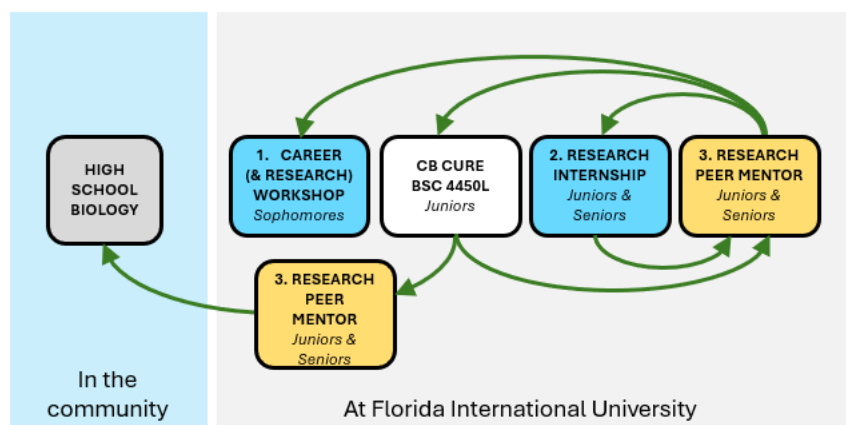 HIGH
SCHOOL
BIOLOGY
1. CAREER
(& RESEARCH)
WORKSHOP
Sophomores
CB CURE
BSC 4450L
Juniors
2. RESEARCH
INTERNSHIP
Juniors &
Seniors
3. RESEARCH
PEER MENTOR
Juniors &
Seniors
3. RESEARCH
PEER
MENTOR
Juniors &
Seniors
In the
community
At Florida International University